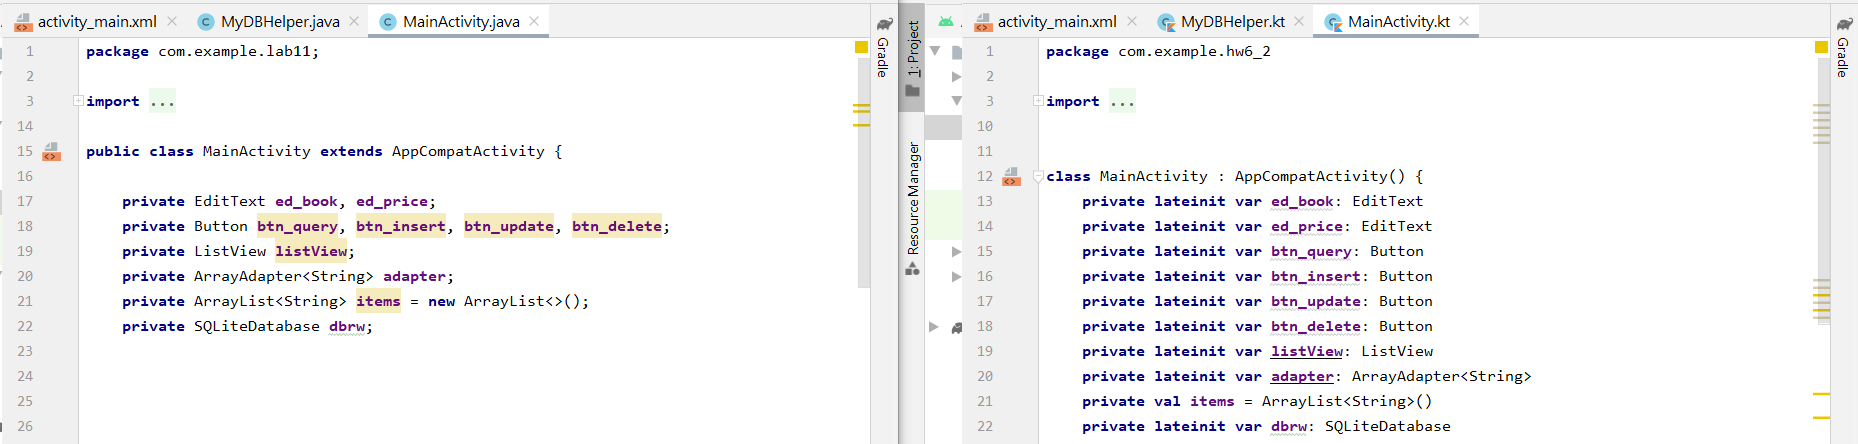 activity_main.xml MyDBHelper.java MainActivity.java
1 package com.example.lab11;
2
3 import ...
14
15 public class MainActivity extends AppCompatActivity {
16
17 private EditText ed_book, ed_price;
18 private Button btn_query, btn_insert, btn_update, btn_delete;
19 private ListView listView;
20 private ArrayAdapter<String> adapter;
21 private ArrayList<String> items = new ArrayList<>();
22 private SQLiteDatabase dbrw;
23
24
25
26
Gradle
1: Project
Resource Manager
activity_main.xml MyDBHelper.kt MainActivity.kt
1 package com.example.hw6_2
2
3 import ...
10
11
12 class MainActivity : AppCompatActivity() {
13 private lateinit var ed_book: EditText
14 private lateinit var ed_price: EditText
15 private lateinit var btn_query: Button
16 private lateinit var btn_insert: Button
17 private lateinit var btn_update: Button
18 private lateinit var btn_delete: Button
19 private lateinit var listView: ListView
20 private lateinit var adapter: ArrayAdapter<String>
21 private val items = ArrayList<String>()
22 private lateinit var dbrw: SQLiteDatabase
Gradle